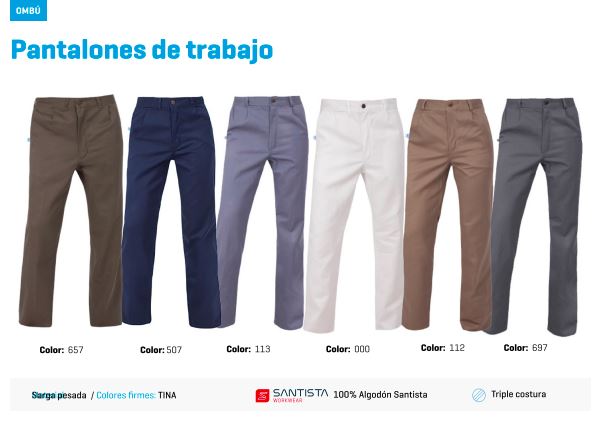 OMBÚ
Pantalones de trabajo
Color: 657
Color: 507
Color: 113
Color: 000
Color: 112
Color: 697
Sarga pesada / Colores firmes: TINA
SANTISTA
WORKWEAR
100% Algodón Santista
Triple costura